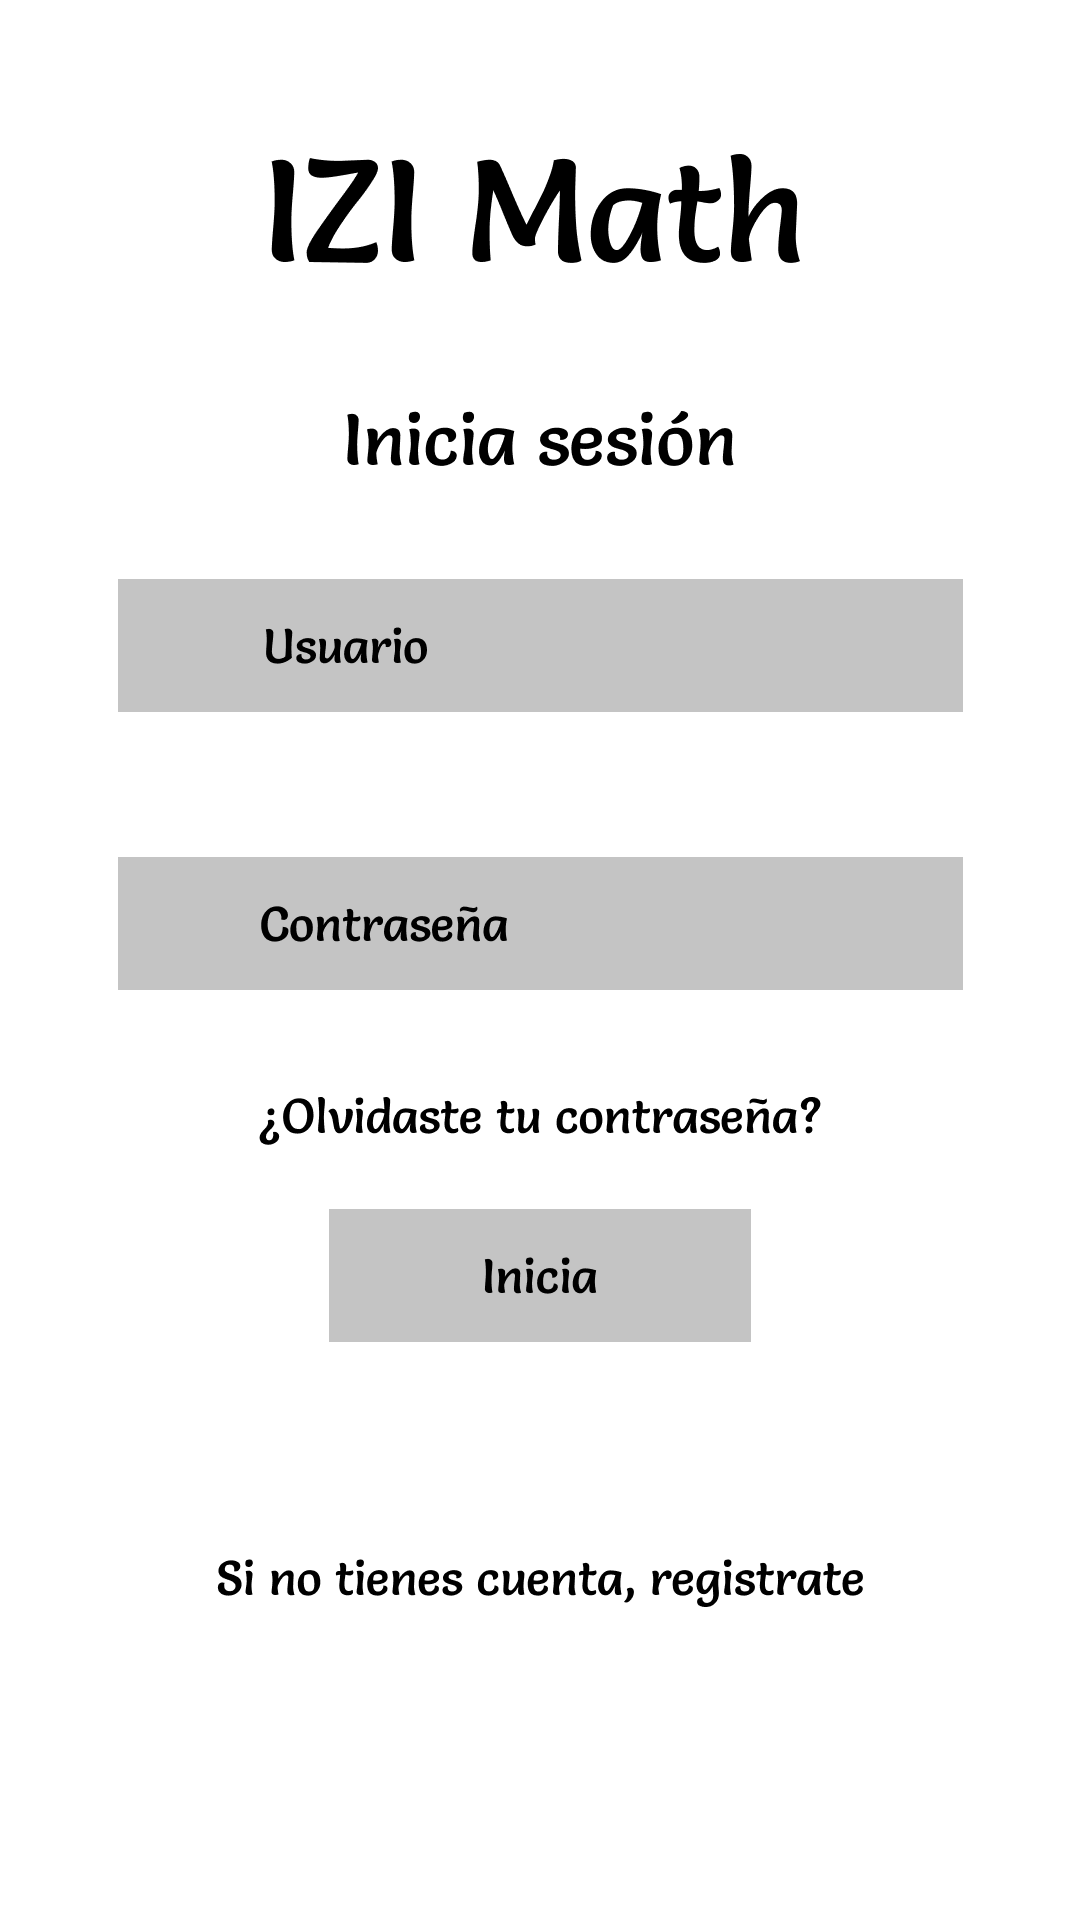 IZI Math
Inicia sesión
Usuario
Contraseña
¿Olvidaste tu contraseña?
Inicia
Si no tienes cuenta, registrate